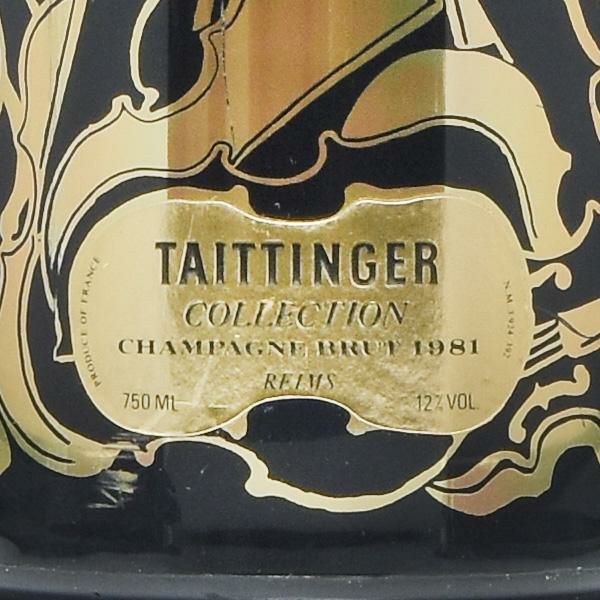 TAITTINGER
COLLECTION
CHAMPAGNE BRUT 1981
REIMS
750 ML
12% VOL.
PRODUCE OF FRANCE